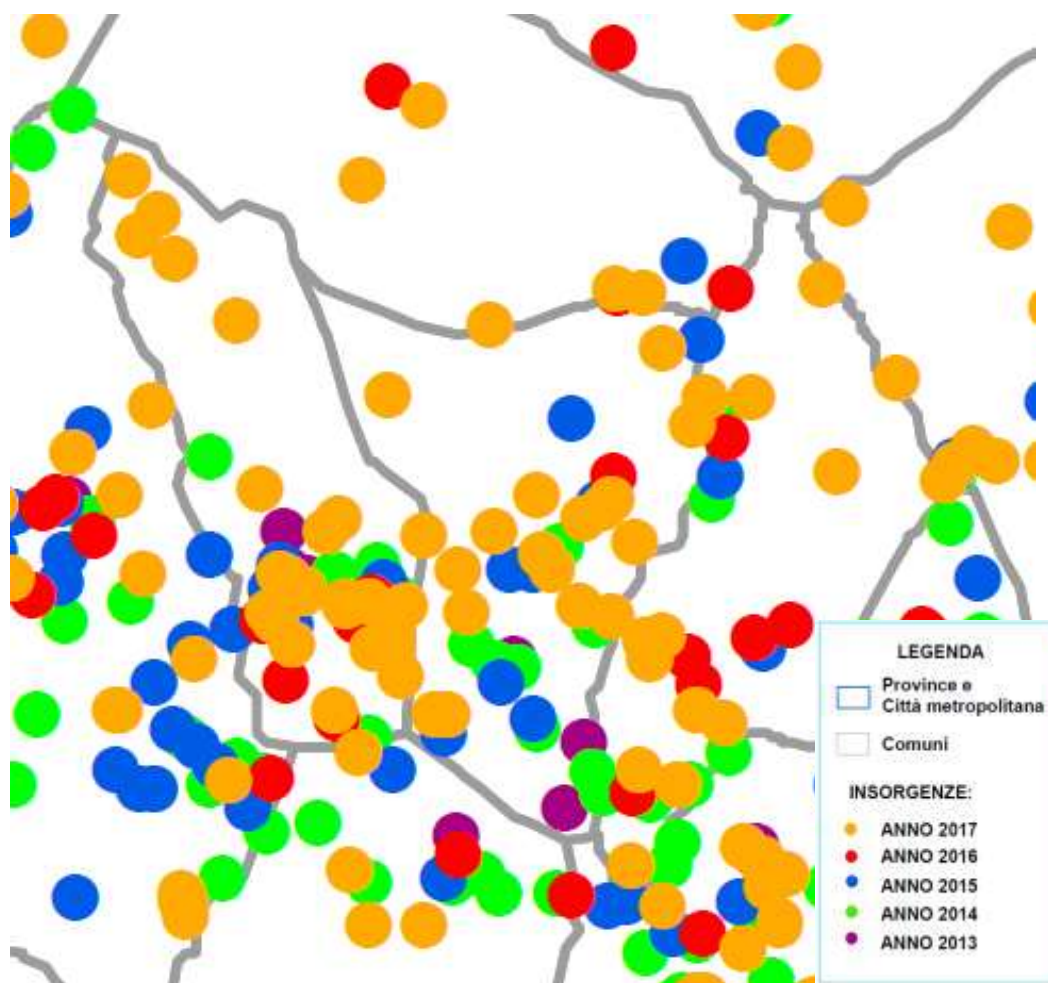 LEGENDA
Province e
Città metropolitana
Comuni
INSORGENZE:
ANNO 2017
ANNO 2016
ANNO 2015
ANNO 2014
ANNO 2013